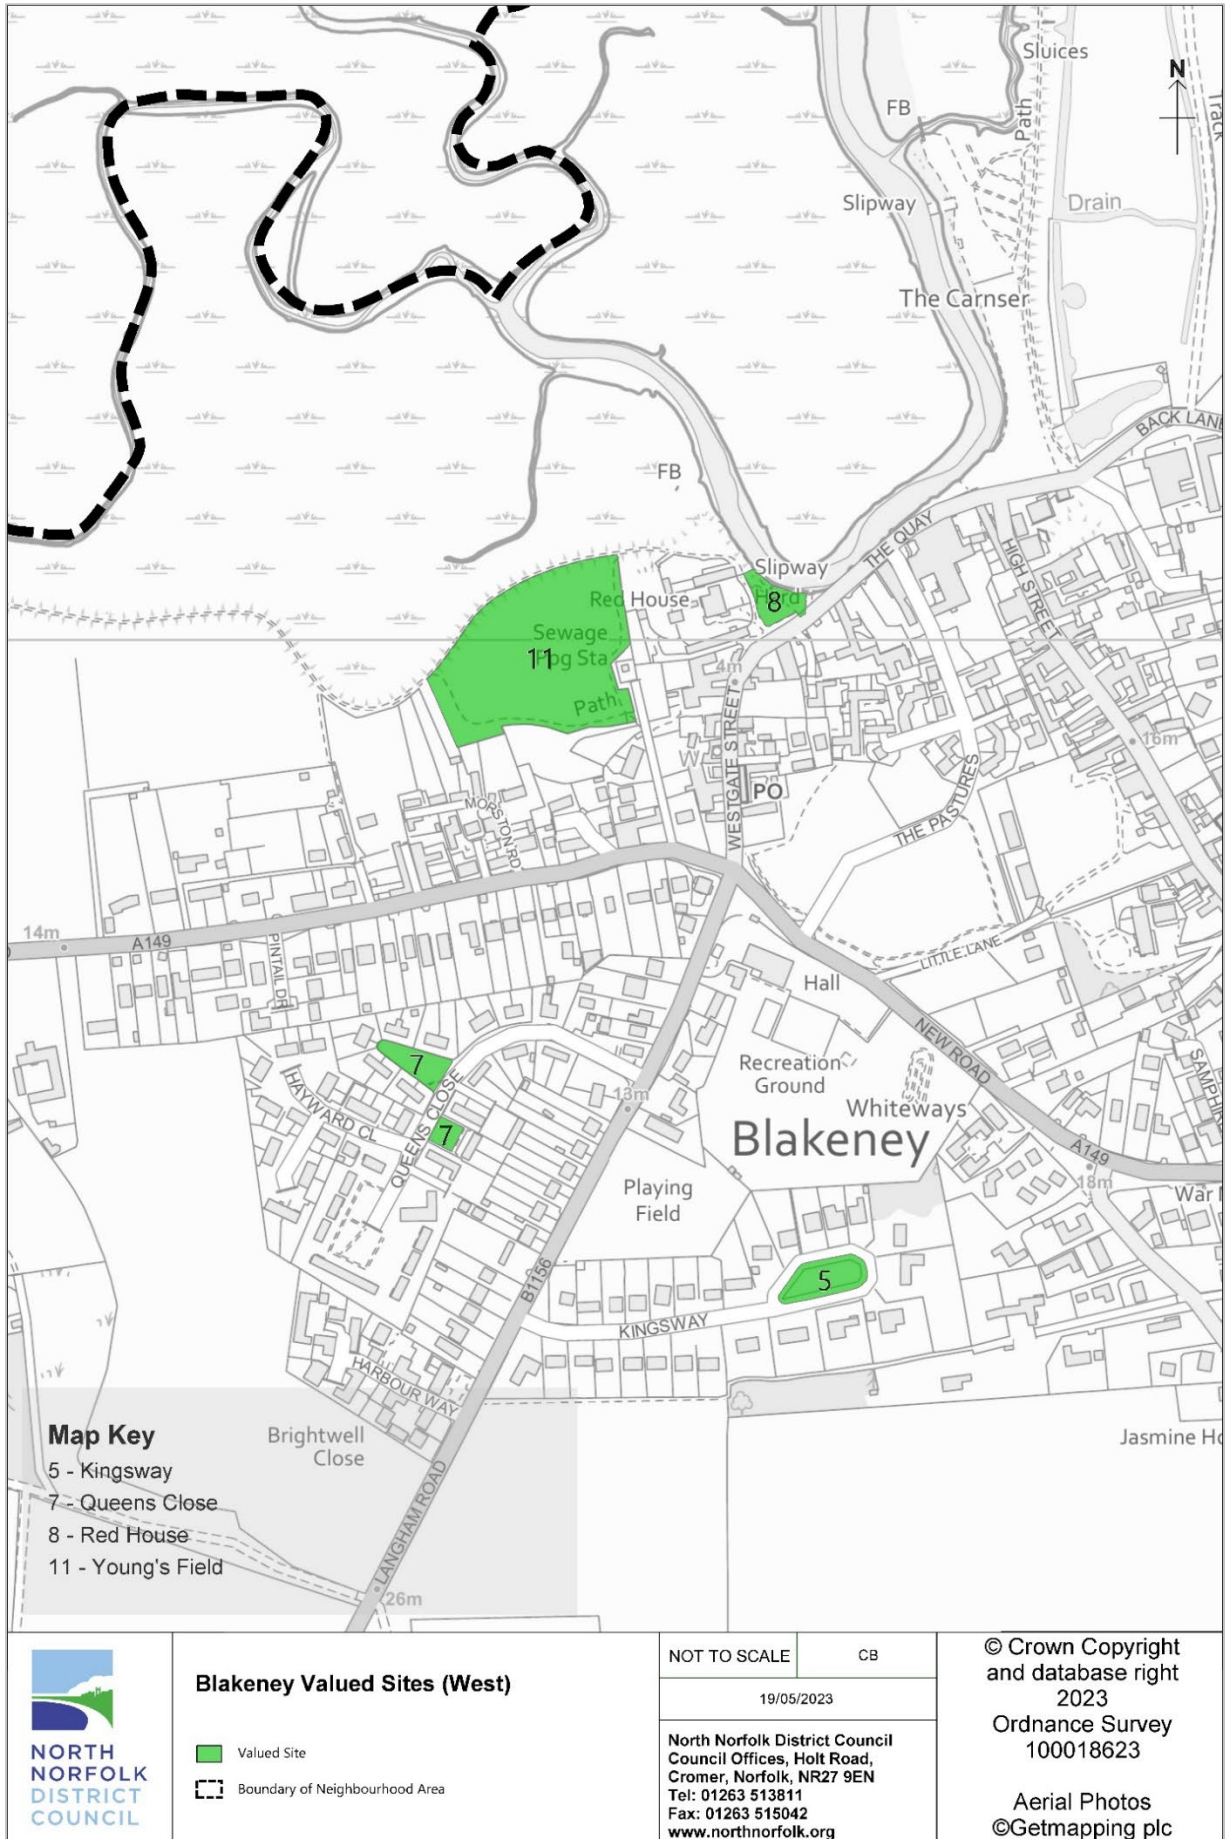 Sluices
N
FB
Path
Track
Slipway
Drain
The Carnser
BACK LANE
FB
THE QUAY
HIGH STREET
Slipway
Hard
8
Red House
Sewage
Ppg Sta
11
4m
Path
WESTGATE STREET
16m
W
PO
THE PASTURES
MORSTON RD
14m
A149
PINTAIL DR
LITTLE LANE
Hall
NEW ROAD
7
Recreation
Ground
SAMPHI
HAYWARD CL
QUEENS CLOSE
13m
Whiteways
7
Blakeney
A149
18m
War
Playing
Field
B1156
5
KINGSWAY
HARBOUR WAY
Brightwell
Close
Jasmine Ho
LANGHAM ROAD
26m
Map Key
5 - Kingsway
7 - Queens Close
8 - Red House
11 - Young's Field
NORTH
NORFOLK
DISTRICT
COUNCIL
Blakeney Valued Sites (West)
Valued Site
Boundary of Neighbourhood Area
NOT TO SCALE
CB
19/05/2023
North Norfolk District Council
Council Offices, Holt Road,
Cromer, Norfolk, NR27 9EN
Tel: 01263 513811
Fax: 01263 515042
www.northnorfolk.org
© Crown Copyright
and database right
2023
Ordnance Survey
100018623
Aerial Photos
©Getmapping plc